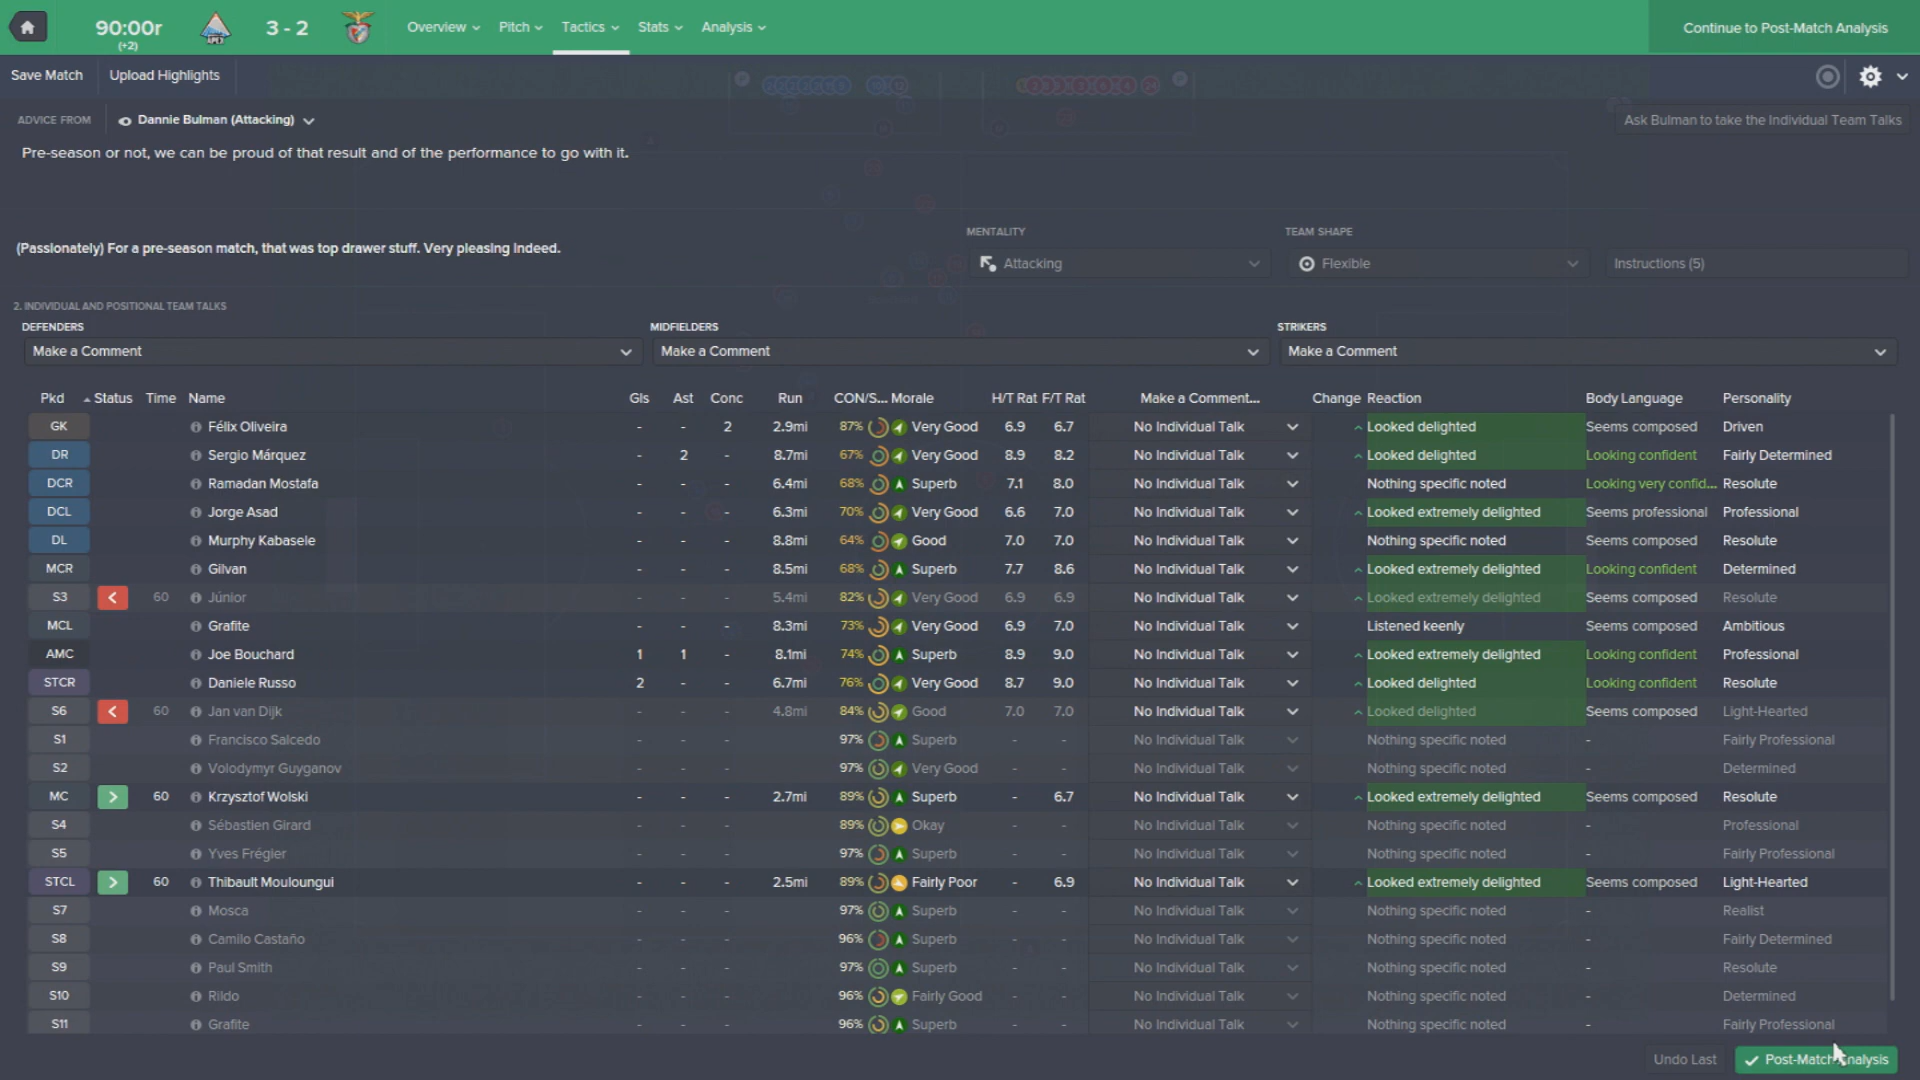 90:00r
(+2)
3 - 2
Overview
Pitch
Tactics
Stats
Analysis
Continue to Post-Match Analysis
Save Match
Upload Highlights
ADVICE FROM
Dannie Bulman (Attacking)
Ask Bulman to take the Individual Team Talks
Pre-season or not, we can be proud of that result and of the performance to go with it.
MENTALITY
TEAM SHAPE
(Passionately) For a pre-season match, that was top drawer stuff. Very pleasing indeed.
Attacking
Flexible
Instructions (5)
2. INDIVIDUAL AND POSITIONAL TEAM TALKS
DEFENDERS
MIDFIELDERS
STRIKERS
Make a Comment
Make a Comment
Make a Comment
Pkd Status Time Name Gls Ast Conc Run CON/S... Morale H/T Rat F/T Rat Make a Comment... Change Reaction Body Language Personality
GK Félix Oliveira - - 2 2.9mi 87% Very Good 6.9 6.7 No Individual Talk Looked delighted Seems composed Driven
DR Sergio Márquez - 2 - 8.7mi 67% Very Good 8.9 8.2 No Individual Talk Looked delighted Looking confident Fairly Determined
DCR Ramadan Mostafa - - - 6.4mi 68% Superb 7.1 8.0 No Individual Talk Nothing specific noted Looking very confid... Resolute
DCL Jorge Asad - - - 6.3mi 70% Very Good 6.6 7.0 No Individual Talk Looked extremely delighted Seems professional Professional
DL Murphy Kabasele - - - 8.8mi 64% Good 7.0 7.0 No Individual Talk Nothing specific noted Seems composed Resolute
MCR Gilvan - - - 8.5mi 68% Superb 7.7 8.6 No Individual Talk Looked extremely delighted Looking confident Determined
S3 60 Júnior - - - 5.4mi 82% Very Good 6.9 6.9 No Individual Talk Looked extremely delighted Seems composed Resolute
MCL Grafite - - - 8.3mi 73% Very Good 6.9 7.0 No Individual Talk Listened keenly Seems composed Ambitious
AMC Joe Bouchard 1 1 - 8.1mi 74% Superb 8.9 9.0 No Individual Talk Looked extremely delighted Looking confident Professional
STCR Daniele Russo 2 - - 6.7mi 76% Very Good 8.7 9.0 No Individual Talk Looked delighted Looking confident Resolute
S6 60 Jan van Dijk - - - 4.8mi 84% Good 7.0 7.0 No Individual Talk Looked delighted Seems composed Light-Hearted
S1 Francisco Salcedo - - - 97% Superb - - No Individual Talk Nothing specific noted - Fairly Professional
S2 Volodymyr Guyganov - - - 97% Very Good - - No Individual Talk Nothing specific noted - Determined
MC 60 Krzysztof Wolski - - - 2.7mi 89% Superb - 6.7 No Individual Talk Looked extremely delighted Seems composed Resolute
S4 Sébastien Girard - - - 89% Okay - - No Individual Talk Nothing specific noted - Professional
S5 Yves Frégier - - - 97% Superb - - No Individual Talk Nothing specific noted - Fairly Professional
STCL 60 Thibault Mouloungui - - - 2.5mi 89% Fairly Poor - 6.9 No Individual Talk Looked extremely delighted Seems composed Light-Hearted
S7 Mosca - - - 97% Superb - - No Individual Talk Nothing specific noted - Realist
S8 Camilo Castaño - - - 96% Superb - - No Individual Talk Nothing specific noted - Fairly Determined
S9 Paul Smith - - - 97% Superb - - No Individual Talk Nothing specific noted - Resolute
S10 Rildo - - - 96% Fairly Good - - No Individual Talk Nothing specific noted - Determined
S11 Grafite - - - 96% Superb - - No Individual Talk Nothing specific noted - Fairly Professional
Undo Last
Post-Match Analysis